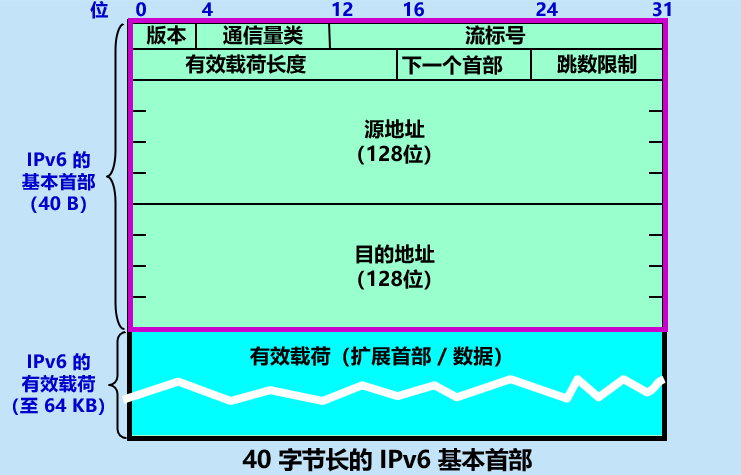 位 0 4 12 16 24 31
版本 通信量类 流标号
有效载荷长度 下一个首部 跳数限制
源地址
（128位）
IPv6 的
基本首部
（40 B）
目的地址
（128位）
IPv6 的
有效载荷
（至 64 KB）
有效载荷（扩展首部 / 数据）
40 字节长的 IPv6 基本首部